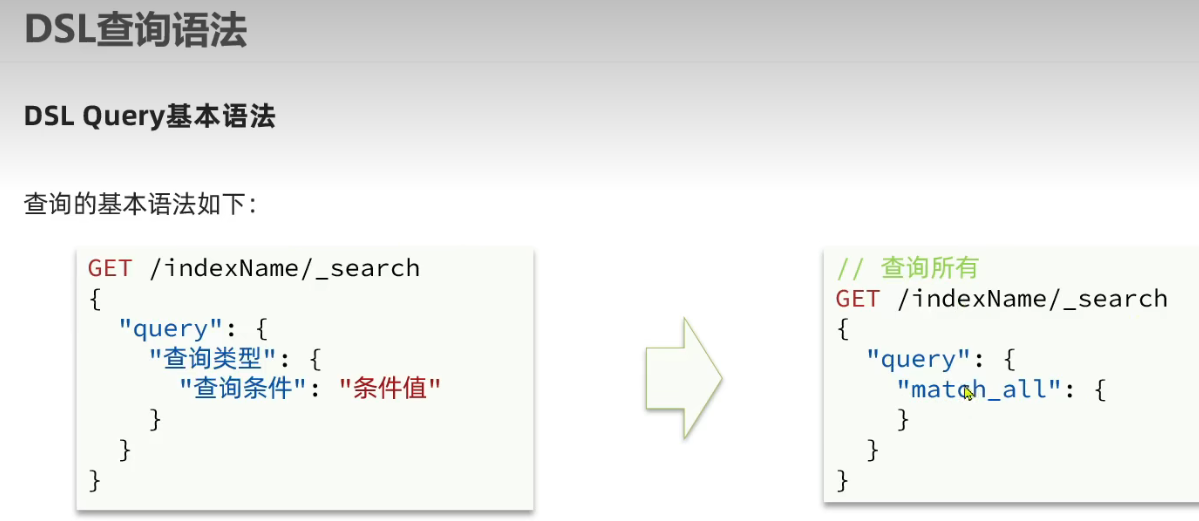 DSL查询语法
DSL Query基本语法
查询的基本语法如下：
GET /indexName/_search
{
  "query": {
    "查询类型": {
      "查询条件": "条件值"
    }
  }
}
// 查询所有
GET /indexName/_search
{
  "query": {
    "match_all": {
    }
  }
}